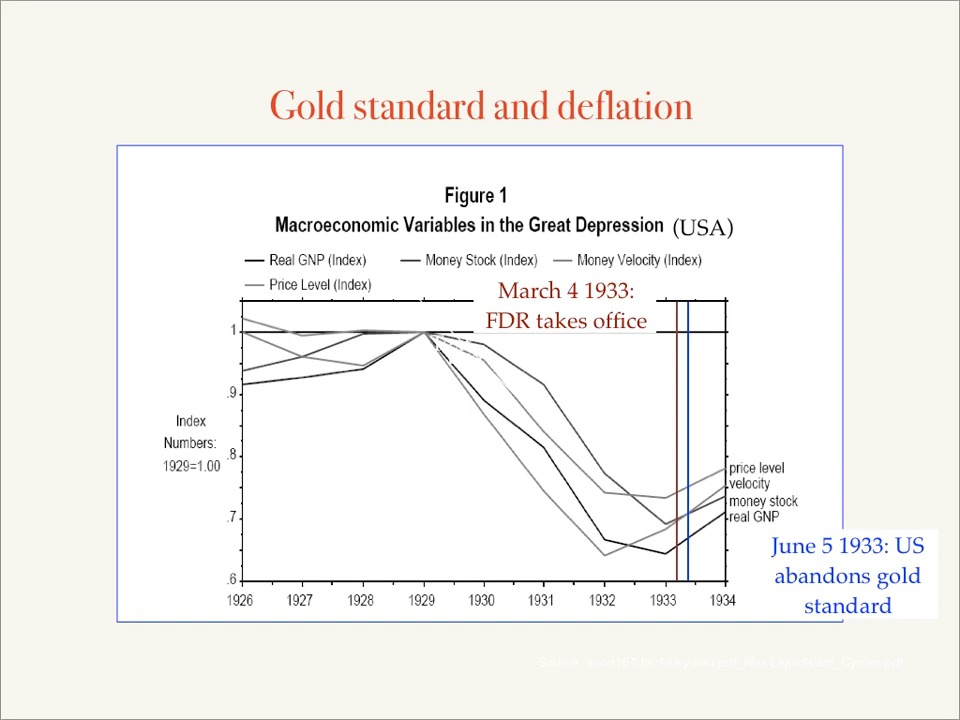 Gold standard and deflation
Figure 1
Macroeconomic Variables in the Great Depression (USA)
Real GNP (Index) Money Stock (Index) Money Velocity (Index)
Price Level (Index)
March 4 1933:
FDR takes office
1
.9
.8
.7
.6
Index
Numbers:
1929=1.00
price level
velocity
money stock
real GNP
1926 1927 1928 1929 1930 1931 1932 1933 1934
June 5 1933: US
abandons gold
standard